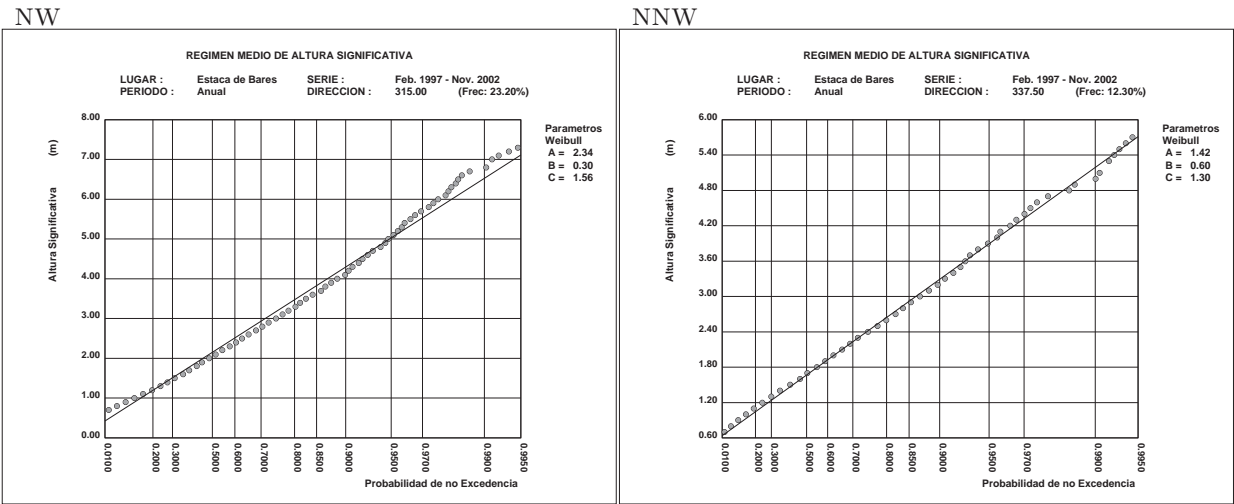 NW
REGIMEN MEDIO DE ALTURA SIGNIFICATIVA
LUGAR : Estaca de Bares SERIE : Feb. 1997 - Nov. 2002
PERIODO : Anual DIRECCION : 315.00 (Frec: 23.20%)
Parametros
Weibull
A = 2.34
B = 0.30
C = 1.56
Altura Significativa (m)
8.00
7.00
6.00
5.00
4.00
3.00
2.00
1.00
0.00
0.0100 0.2000 0.3000 0.5000 0.6000 0.7000 0.8000 0.8500 0.9000 0.9500 0.9700 0.9900 0.9950
Probabilidad de no Excedencia
NNW
REGIMEN MEDIO DE ALTURA SIGNIFICATIVA
LUGAR : Estaca de Bares SERIE : Feb. 1997 - Nov. 2002
PERIODO : Anual DIRECCION : 337.50 (Frec: 12.30%)
Parametros
Weibull
A = 1.42
B = 0.60
C = 1.30
Altura Significativa (m)
6.00
5.40
4.80
4.20
3.60
3.00
2.40
1.80
1.20
0.60
0.0100 0.2000 0.3000 0.5000 0.6000 0.7000 0.8000 0.8500 0.9000 0.9500 0.9700 0.9900 0.9950
Probabilidad de no Excedencia